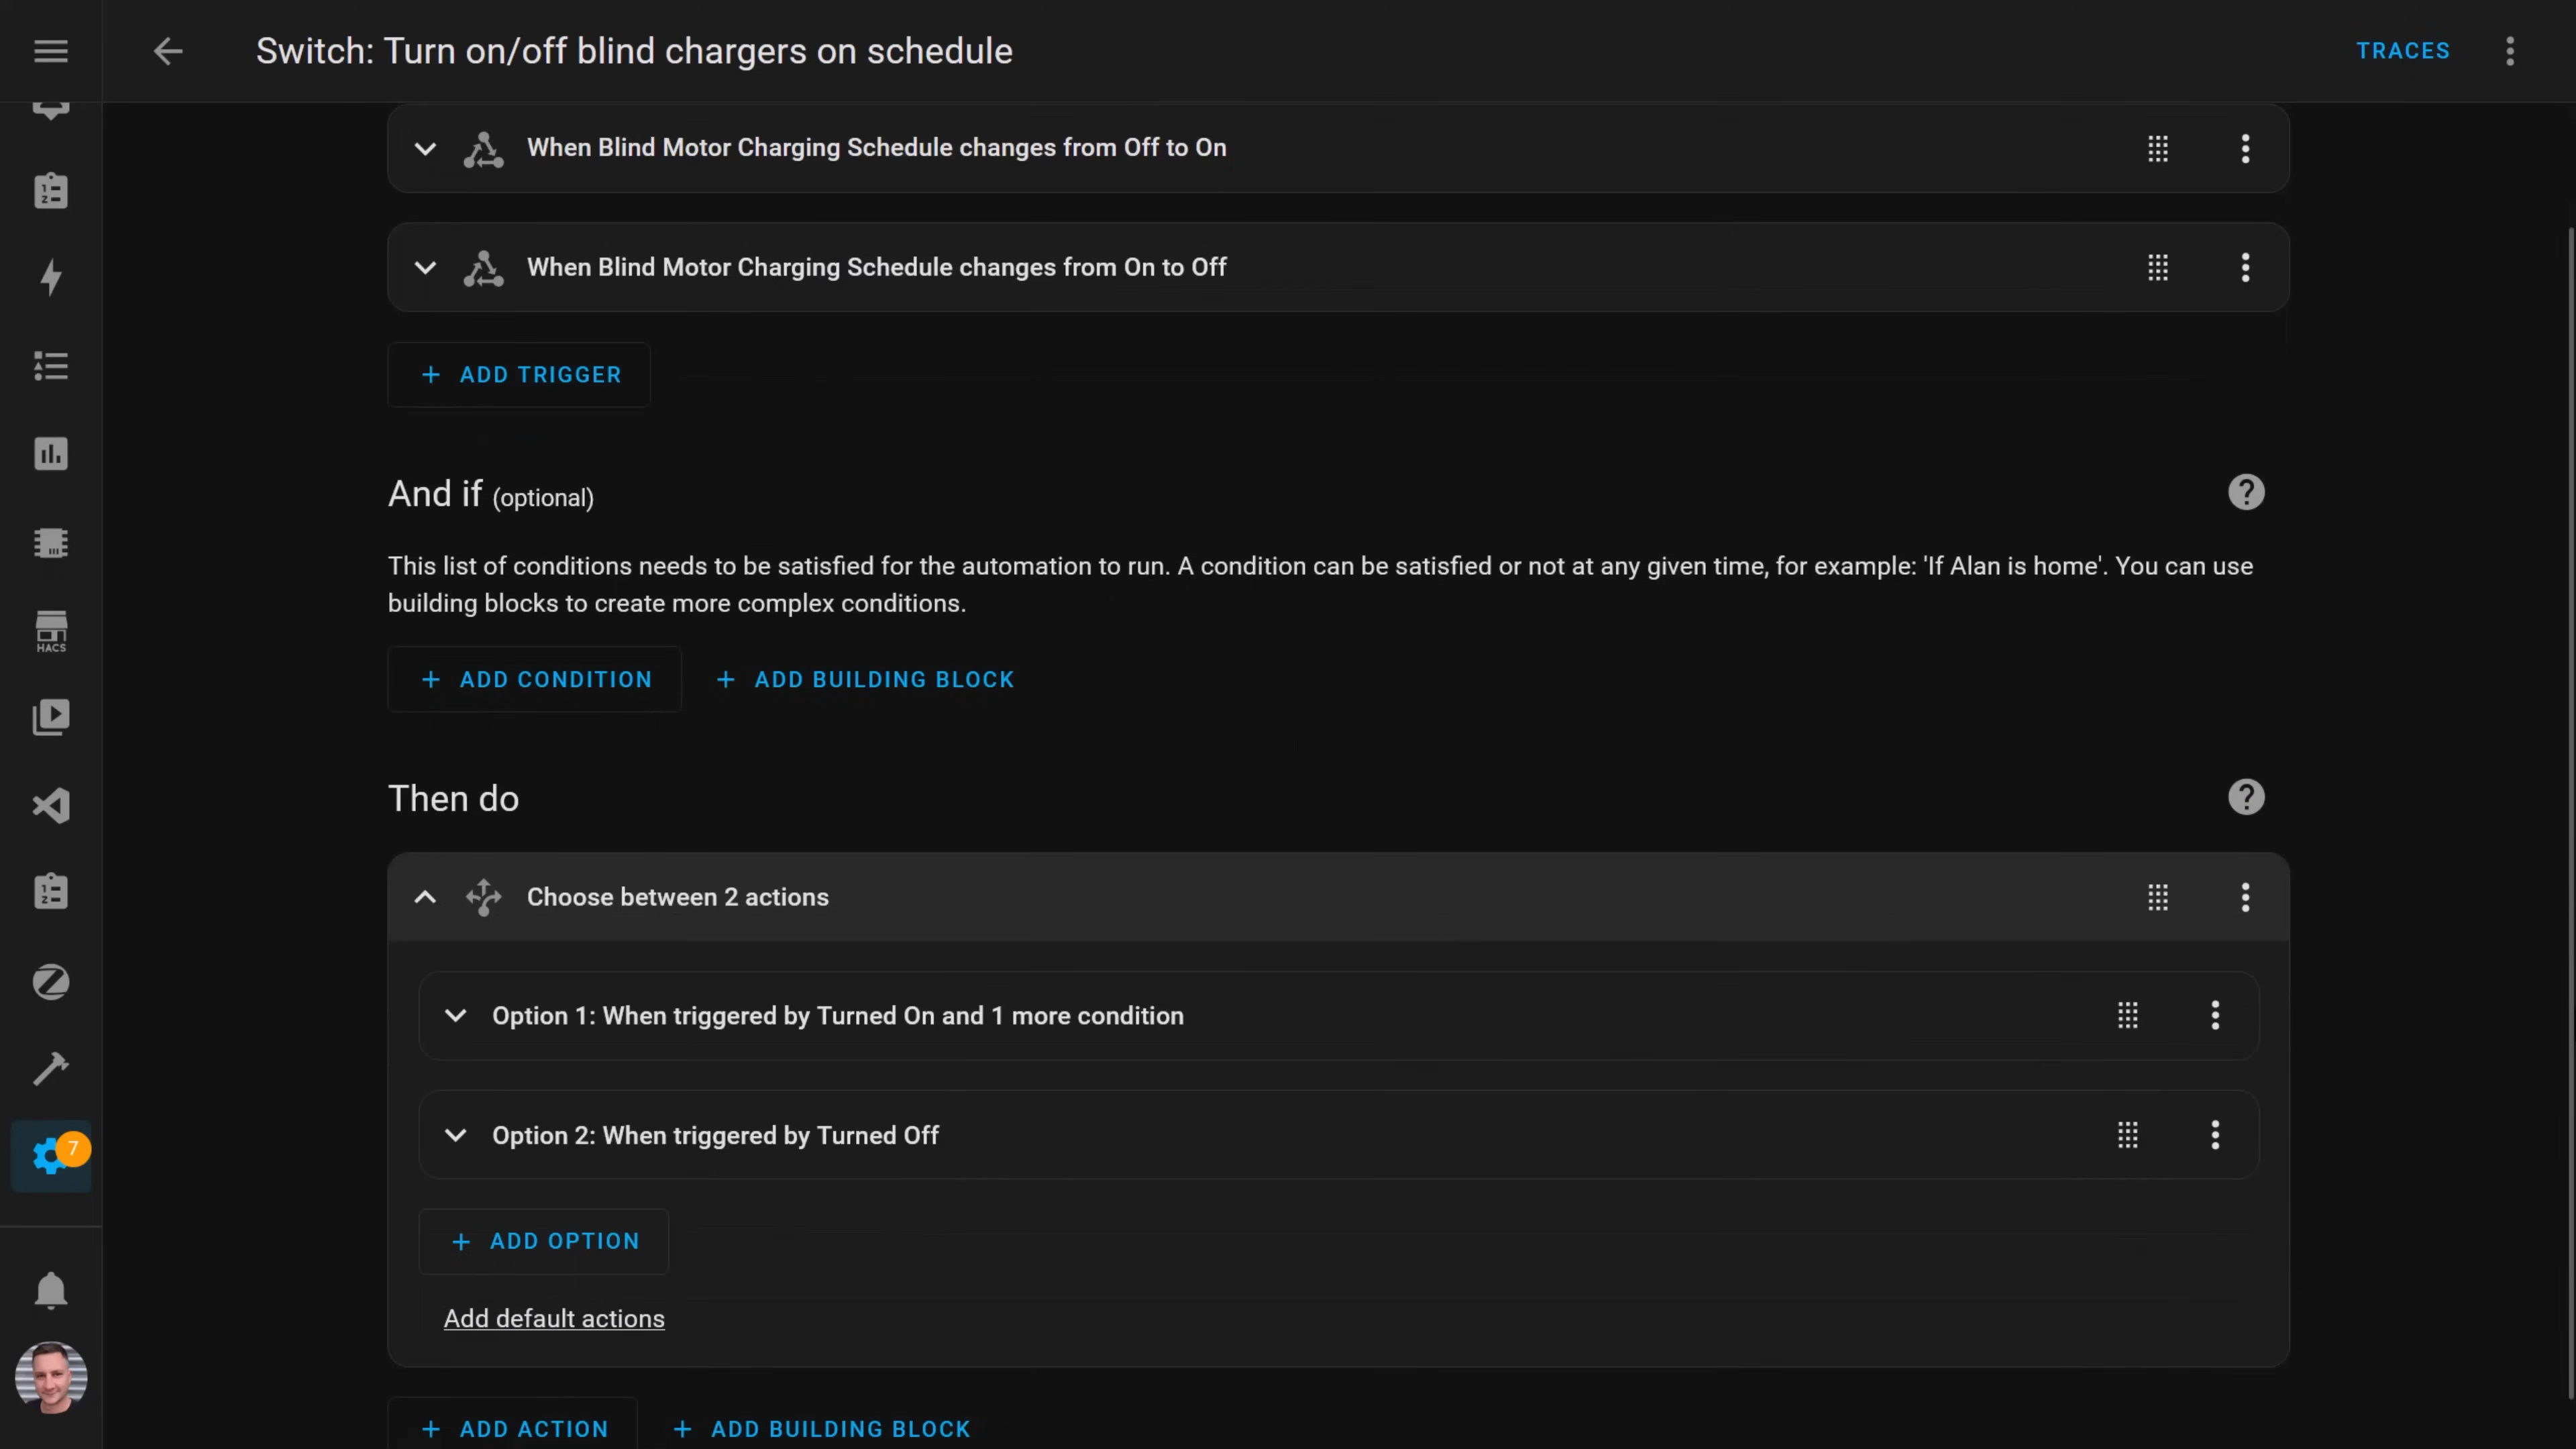 Switch: Turn on/off blind chargers on schedule
TRACES
When Blind Motor Charging Schedule changes from Off to On
When Blind Motor Charging Schedule changes from On to Off
+ ADD TRIGGER
And if (optional)
This list of conditions needs to be satisfied for the automation to run. A condition can be satisfied or not at any given time, for example: 'If Alan is home'. You can use
building blocks to create more complex conditions.
+ ADD CONDITION
+ ADD BUILDING BLOCK
HACS
Then do
Choose between 2 actions
Option 1: When triggered by Turned On and 1 more condition
Option 2: When triggered by Turned Off
7
+ ADD OPTION
Add default actions
+ ADD ACTION
+ ADD BUILDING BLOCK